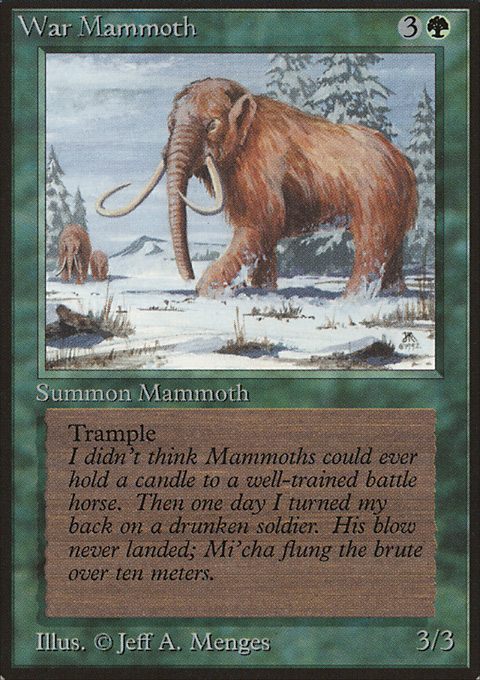 War Mammoth 3
Summon Mammoth
Trample
I didn't think Mammoths could ever
hold a candle to a well-trained battle
horse. Then one day I turned my
back on a drunken soldier. His blow
never landed; Mi'cha flung the brute
over ten meters.
Illus. © Jeff A. Menges 3/3